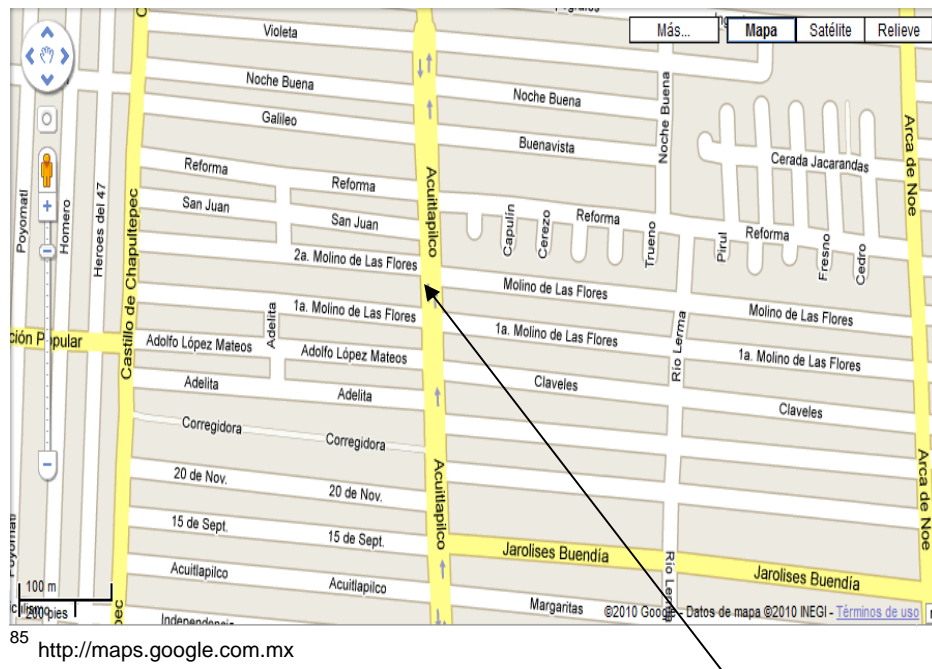 Más...
Mapa
Satélite
Relieve
Violeta
Noche Buena
Noche Buena
Noche Buena
Galileo
Buenavista
Cerada Jacarandas
Arca de Noe
Reforma
Reforma
Reforma
Reforma
Acuitlapilco
San Juan
San Juan
Capulín
Cerezo
Trueno
Pirul
Fresno
Cedro
Poyomatl
Homero
Heroes del 47
Castillo de Chapultepec
2a. Molino de Las Flores
Molino de Las Flores
Molino de Las Flores
1a. Molino de Las Flores
1a. Molino de Las Flores
1a. Molino de Las Flores
Adelita
Río Lerma
ción Popular
Adolfo López Mateos
Adolfo López Mateos
Adelita
Adelita
Claveles
Claveles
Corregidora
Corregidora
20 de Nov.
20 de Nov.
Acuitlapilco
Arca de Noe
15 de Sept.
15 de Sept.
Jarolises Buendía
Jarolises Buendía
Poyomatl
Acuitlapilco
Acuitlapilco
Río Lerma
Margaritas
100 m
200 pies
pec
©2010 Google - Datos de mapa ©2010 INEGI - Términos de uso
85 http://maps.google.com.mx